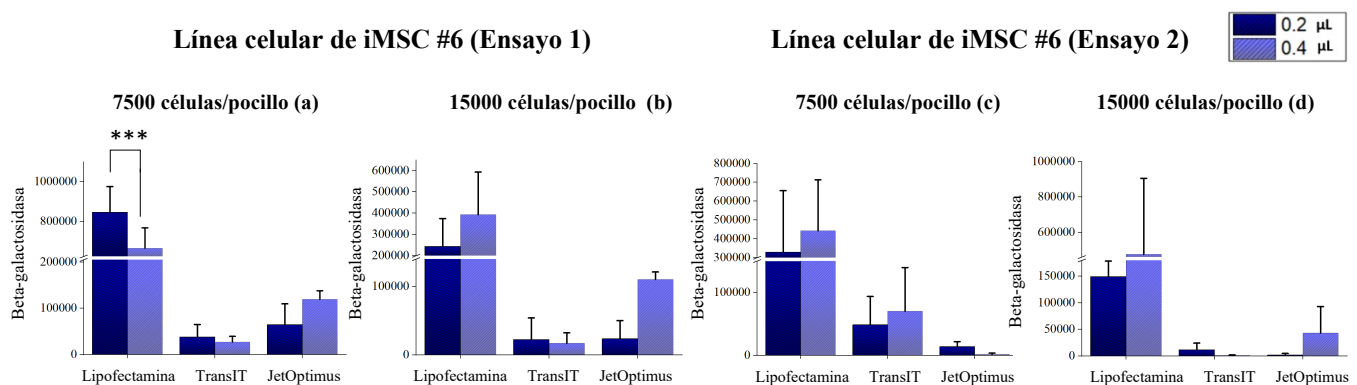 Línea celular de iMSC #6 (Ensayo 1)
Línea celular de iMSC #6 (Ensayo 2)
0.2 µL
0.4 µL
7500 células/pocillo (a)
15000 células/pocillo (b)
7500 células/pocillo (c)
15000 células/pocillo (d)
***
Beta-galactosidasa
1000000
800000
200000
100000
0
Lipofectamina TransIT JetOptimus
Beta-galactosidasa
600000
500000
400000
300000
200000
100000
0
Lipofectamina TransIT JetOptimus
Beta-galactosidasa
800000
700000
600000
500000
400000
300000
100000
0
Lipofectamina TransIT JetOptimus
Beta-galactosidasa
1000000
800000
600000
150000
100000
50000
0
Lipofectamina TransIT JetOptimus